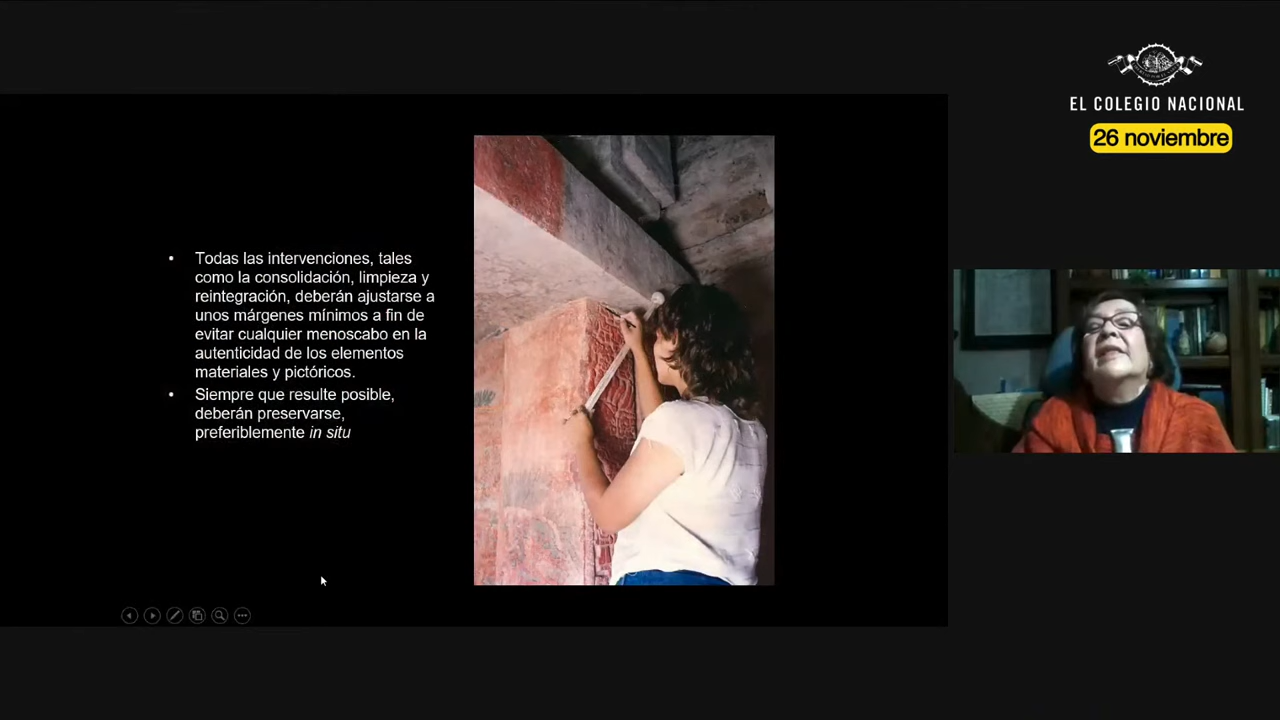 EL COLEGIO NACIONAL
26 noviembre
• Todas las intervenciones, tales
como la consolidación, limpieza y
reintegración, deberán ajustarse a
unos márgenes mínimos a fin de
evitar cualquier menoscabo en la
autenticidad de los elementos
materiales y pictóricos.
• Siempre que resulte posible,
deberán preservarse,
preferiblemente in situ